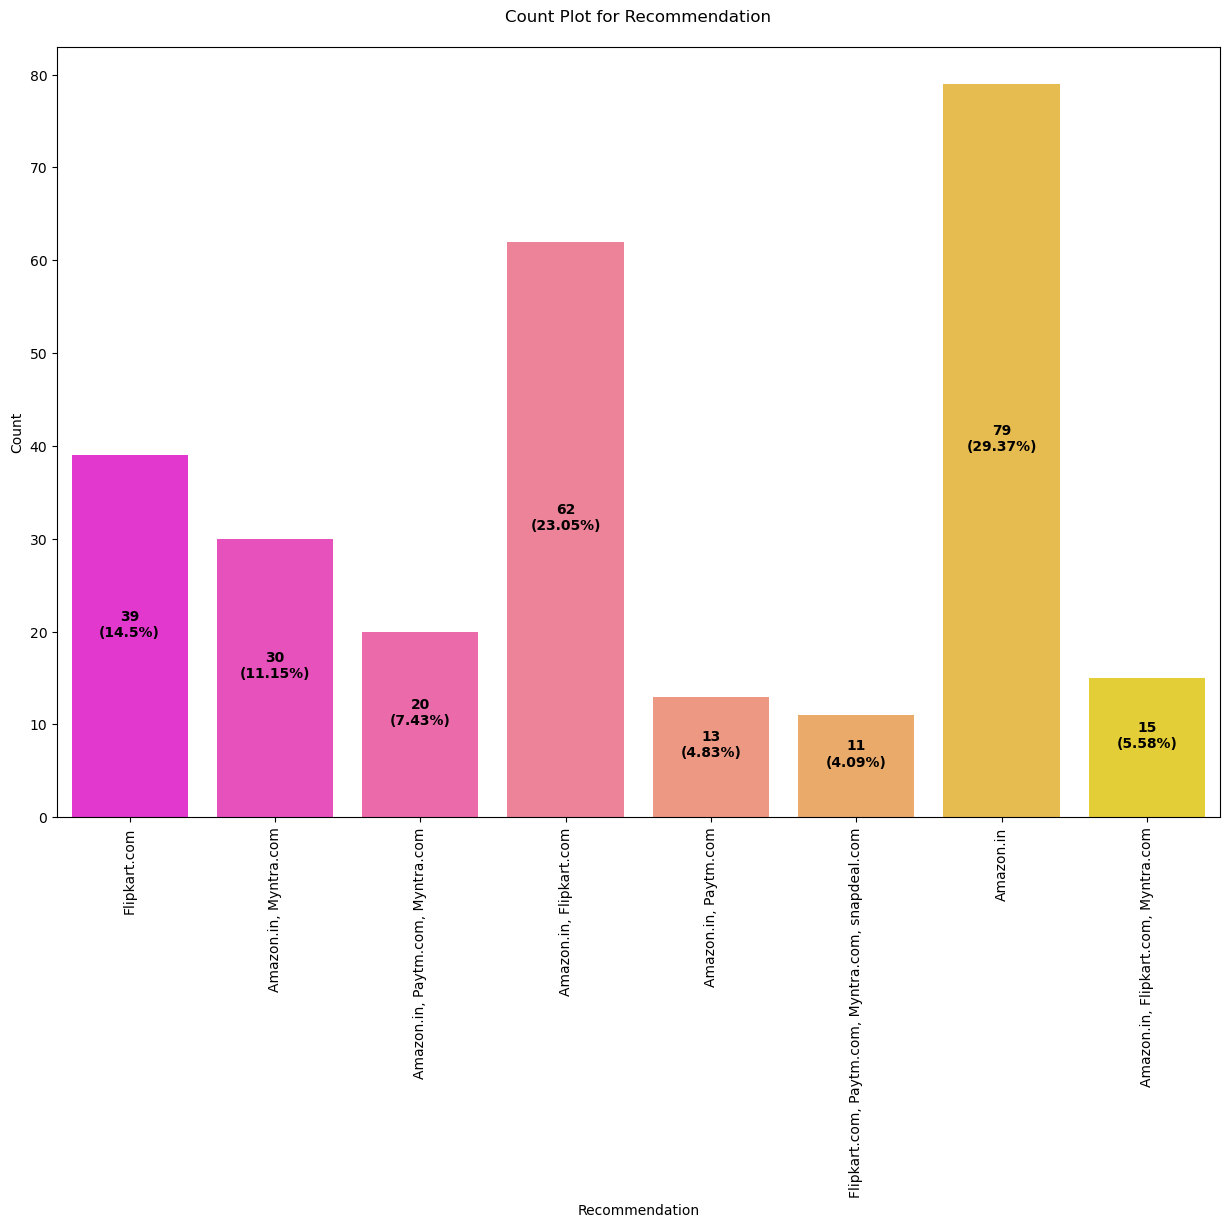 Count Plot for Recommendation
Count
80
70
60
50
40
30
20
10
0
39
(14.5%)
30
(11.15%)
20
(7.43%)
62
(23.05%)
13
(4.83%)
11
(4.09%)
79
(29.37%)
15
(5.58%)
Flipkart.com
Amazon.in, Myntra.com
Amazon.in, Paytm.com, Myntra.com
Amazon.in, Flipkart.com
Amazon.in, Paytm.com
Flipkart.com, Paytm.com, Myntra.com, snapdeal.com
Amazon.in
Amazon.in, Flipkart.com, Myntra.com
Recommendation